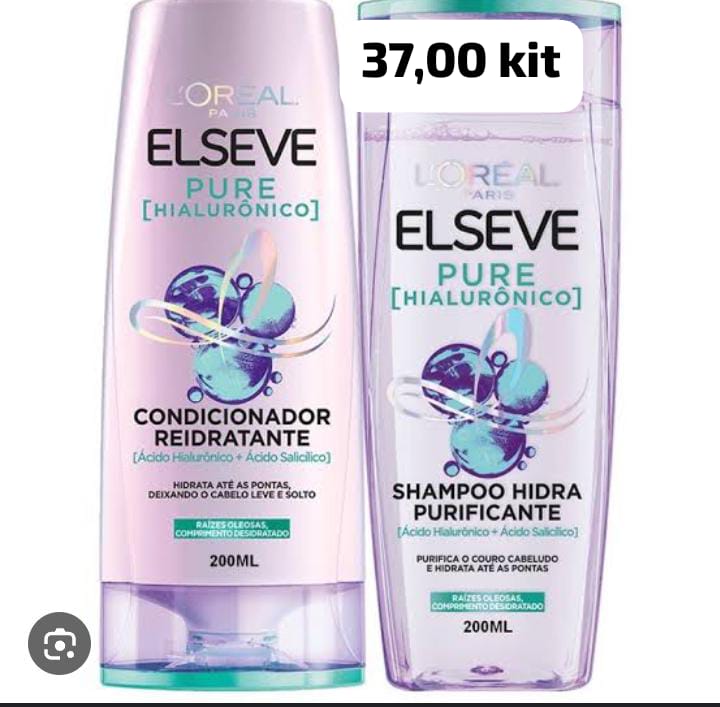 37,00 kit
L'ORÉAL
PARIS
ELSEVE
PURE
[HIALURÔNICO]
CONDICIONADOR
REIDRATANTE
[Ácido Hialurônico + Ácido Salicílico]
HIDRATA ATÉ AS PONTAS,
DEIXANDO O CABELO LEVE E SOLTO
RAÍZES OLEOSAS,
COMPRIMENTO DESIDRATADO
200ML
L'ORÉAL
PARIS
ELSEVE
PURE
[HIALURÔNICO]
SHAMPOO HIDRA
PURIFICANTE
[Ácido Hialurônico + Ácido Salicílico]
PURIFICA O COURO CABELUDO
E HIDRATA ATÉ AS PONTAS
RAÍZES OLEOSAS,
COMPRIMENTO DESIDRATADO
200ML